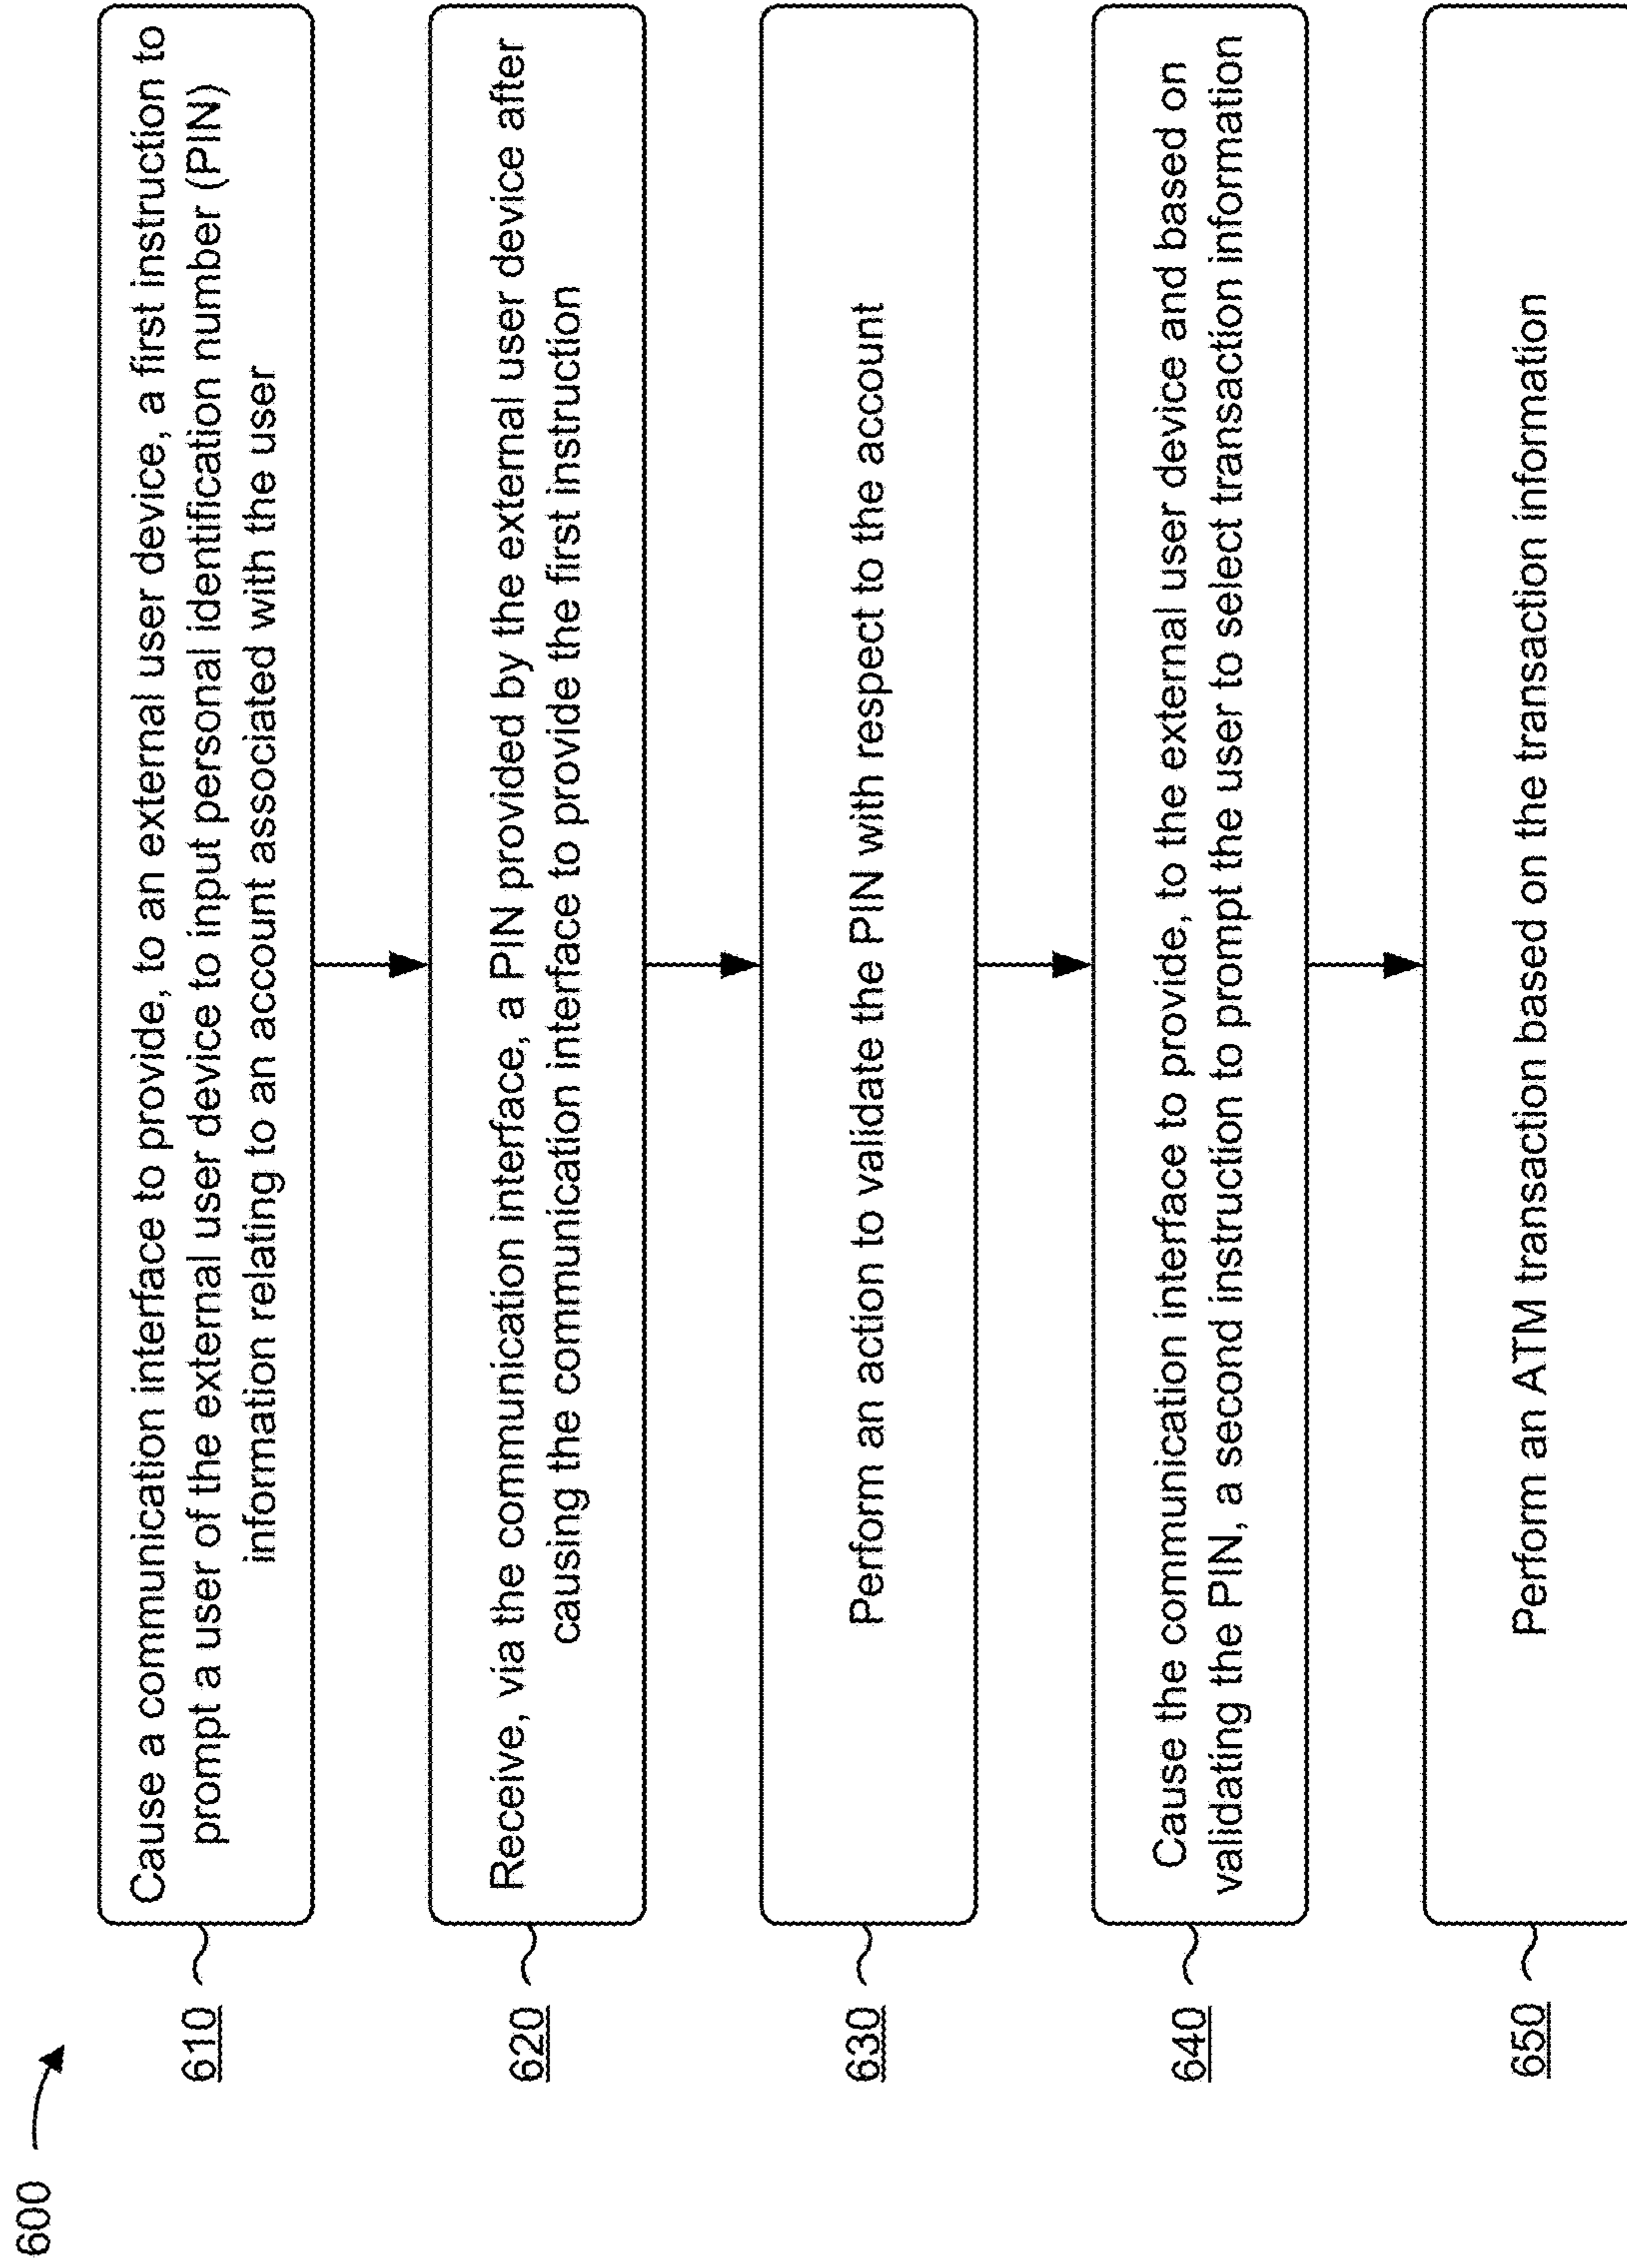 600
610
Cause a communication interface to provide, to an external user device, a first instruction to
prompt a user of the external user device to input personal identification number (PIN)
information relating to an account associated with the user
620
Receive, via the communication interface, a PIN provided by the external user device after
causing the communication interface to provide the first instruction
630
Perform an action to validate the PIN with respect to the account
640
Cause the communication interface to provide, to the external user device and based on
validating the PIN, a second instruction to prompt the user to select transaction information
650
Perform an ATM transaction based on the transaction information